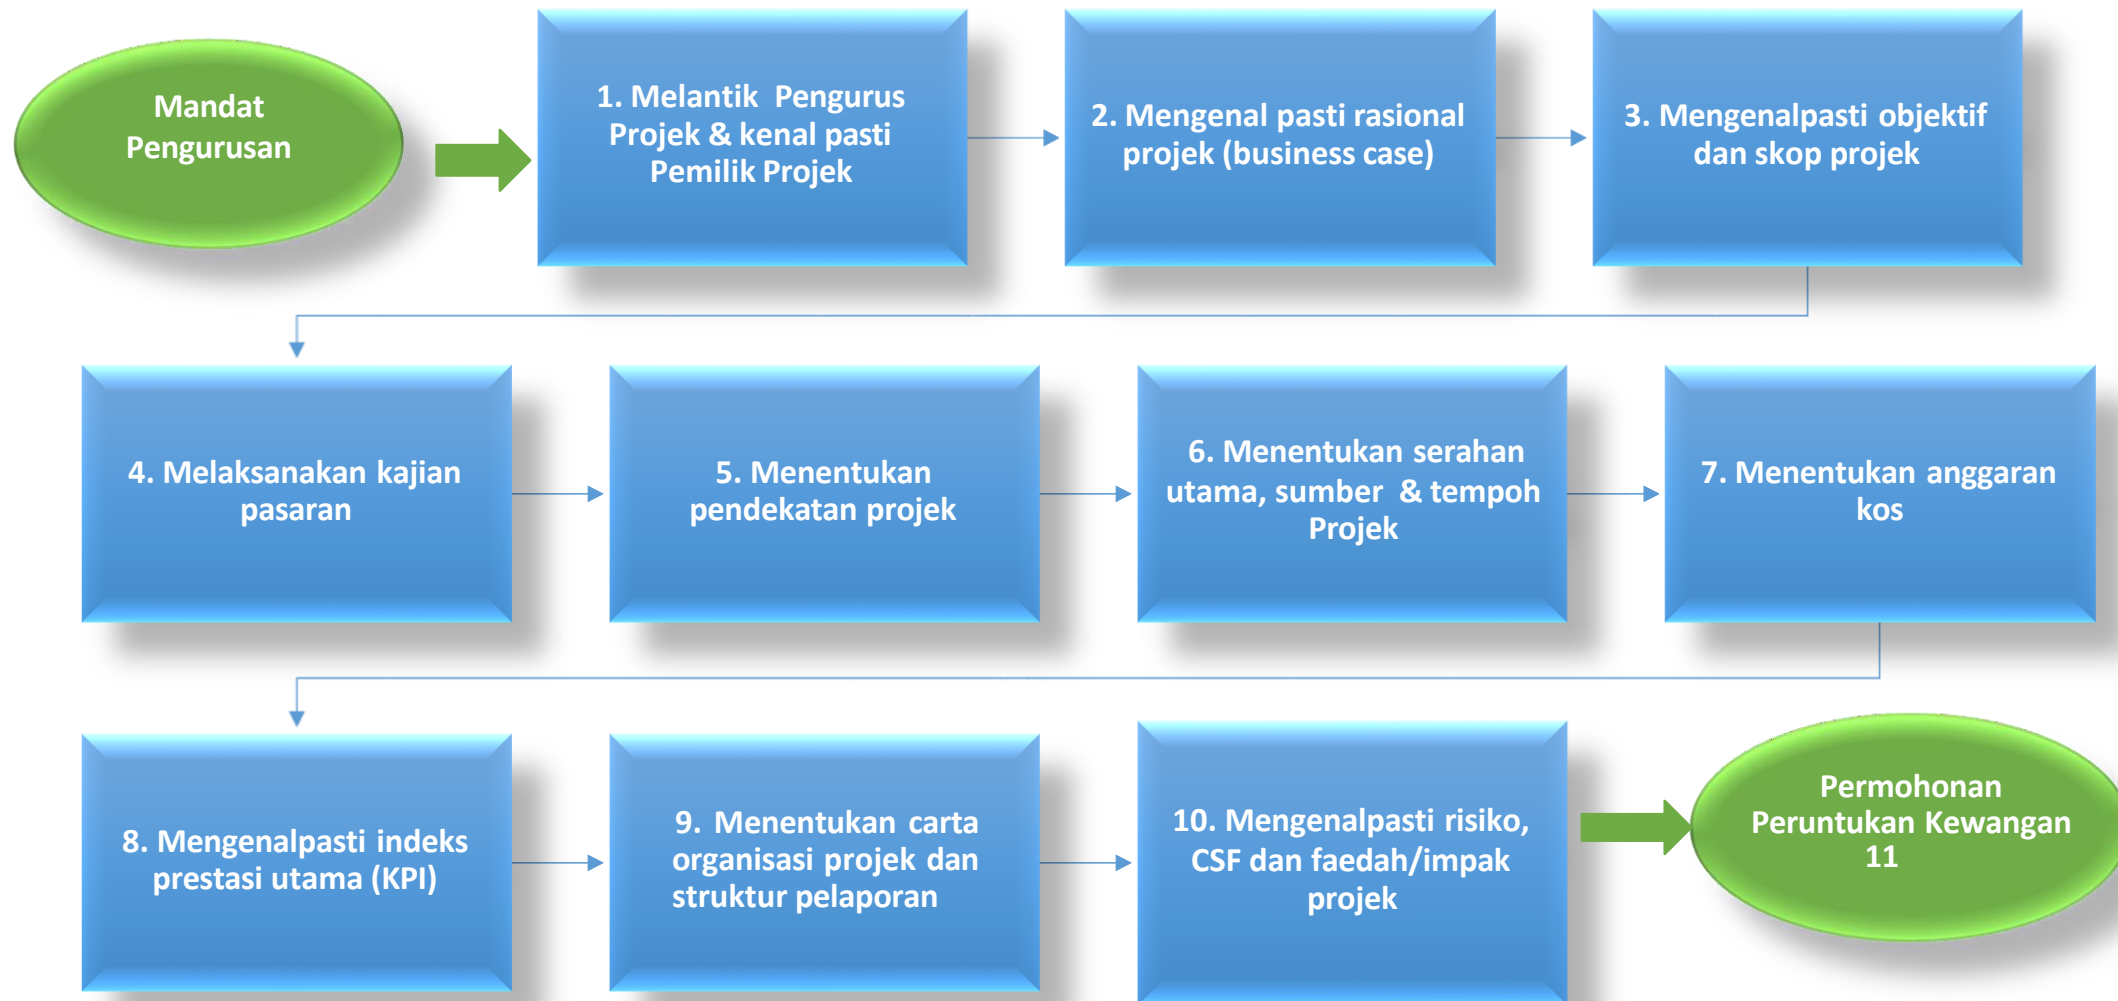 Mandat
Pengurusan
1. Melantik Pengurus
Projek & kenal pasti
Pemilik Projek
2. Mengenal pasti rasional
projek (business case)
3. Mengenalpasti objektif
dan skop projek
4. Melaksanakan kajian
pasaran
5. Menentukan
pendekatan projek
6. Menentukan serahan
utama, sumber & tempoh
Projek
7. Menentukan anggaran
kos
8. Mengenalpasti indeks
prestasi utama (KPI)
9. Menentukan carta
organisasi projek dan
struktur pelaporan
10. Mengenalpasti risiko,
CSF dan faedah/impak
projek
Permohonan
Peruntukan Kewangan
11